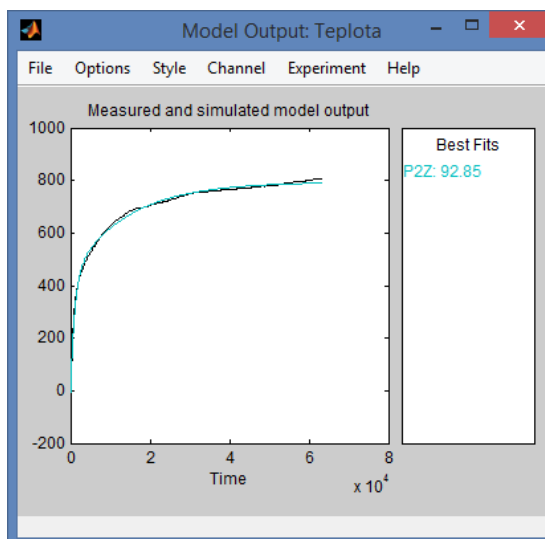 Model Output: Teplota
File Options Style Channel Experiment Help
Measured and simulated model output
1000
800
600
400
200
0
-200
0 2 4 6 8
x 10^4
Time
Best Fits
P2Z: 92.85